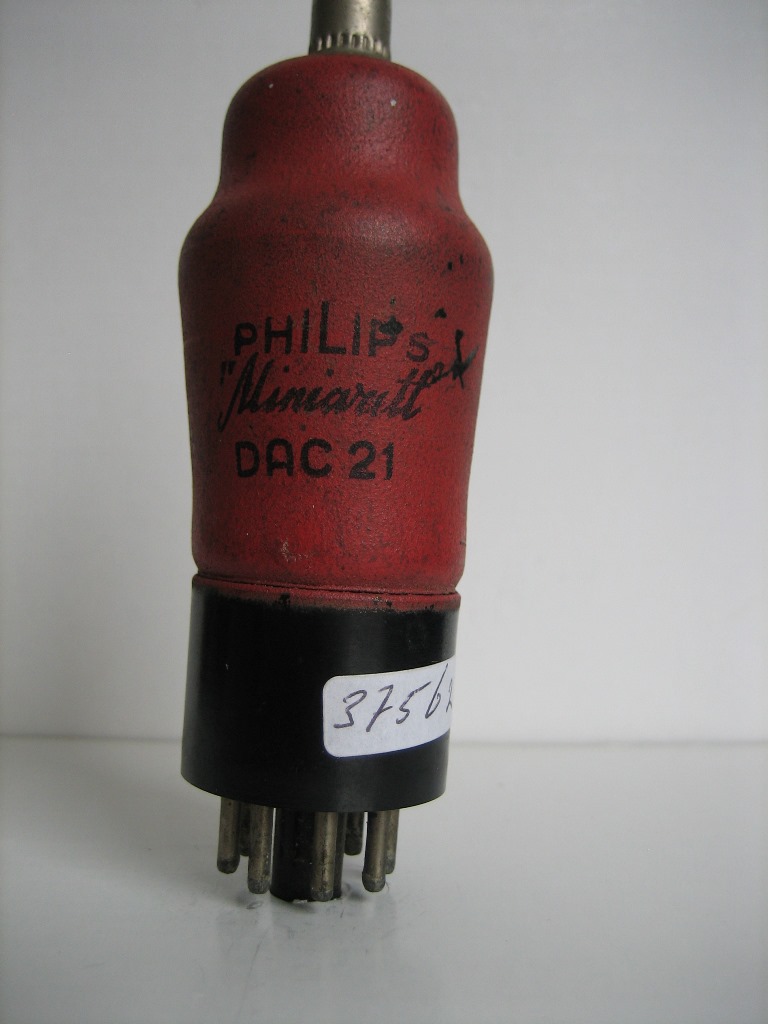 PHILIPS
"Miniwatt"
DAC 21
3756